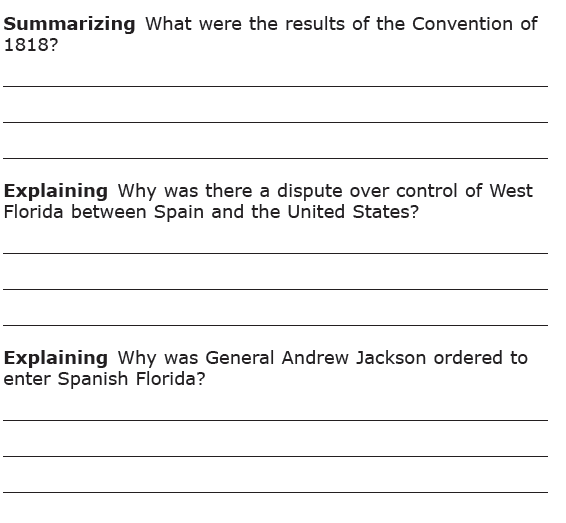 Summarizing What were the results of the Convention of
1818?
Explaining Why was there a dispute over control of West
Florida between Spain and the United States?
Explaining Why was General Andrew Jackson ordered to
enter Spanish Florida?